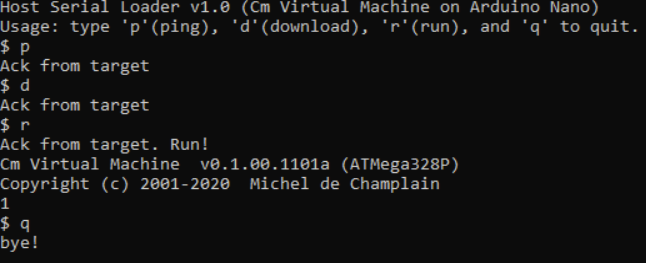 Host Serial Loader v1.0 (Cm Virtual Machine on Arduino Nano)
Usage: type 'p'(ping), 'd'(download), 'r'(run), and 'q' to quit.
$ p
Ack from target
$ d
Ack from target
$ r
Ack from target. Run!
Cm Virtual Machine  v0.1.00.1101a (ATMega328P)
Copyright (c) 2001-2020  Michel de Champlain
1
$ q
bye!